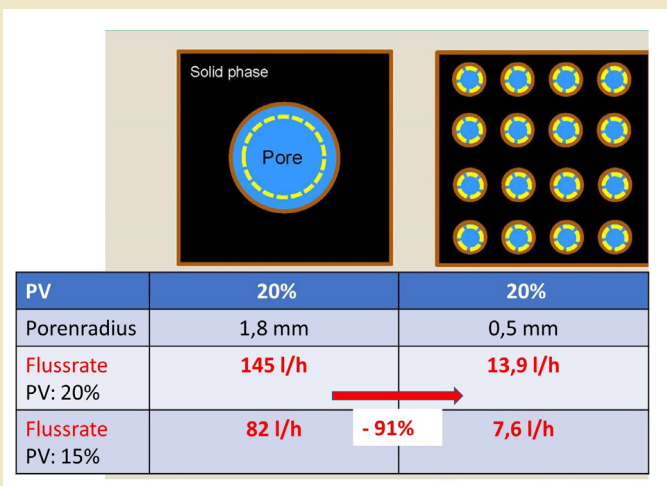 Solid phase
Pore
PV 20% 20%
Porenradius 1,8 mm 0,5 mm
Flussrate 145 l/h 13,9 l/h
PV: 20%
Flussrate 82 l/h - 91% 7,6 l/h
PV: 15%